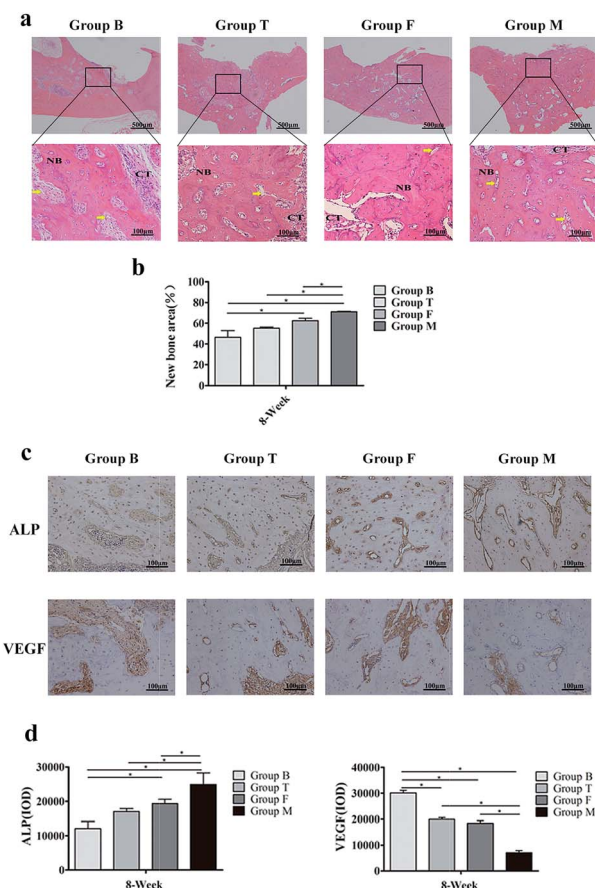 a
Group B Group T Group F Group M
500μm 500μm 500μm 500μm
NB CT 100μm
NB CT 100μm
NB CT 100μm
CT NB 100μm
b
New bone area(%)
100
80
60
40
20
0
* * * * 
Group B
Group T
Group F
Group M
8-Week
c
Group B Group T Group F Group M
ALP
100μm 100μm 100μm 100μm
VEGF
100μm 100μm 100μm 100μm
d
ALP(IOD)
30000
20000
10000
0
* * * *
Group B
Group T
Group F
Group M
8-Week
VEGF(IOD)
40000
30000
20000
10000
0
* * * * *
Group B
Group T
Group F
Group M
8-Week